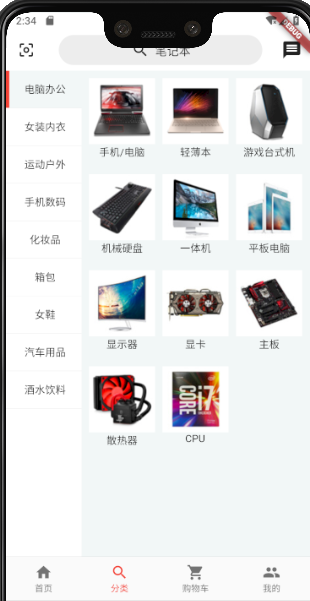 2:34
DEBUG
笔记本
电脑办公
女装内衣
运动户外
手机数码
化妆品
箱包
女鞋
汽车用品
酒水饮料
手机/电脑
轻薄本
游戏台式机
机械硬盘
一体机
平板电脑
显示器
显卡
主板
散热器
CPU
CORE i7
首页
分类
购物车
我的